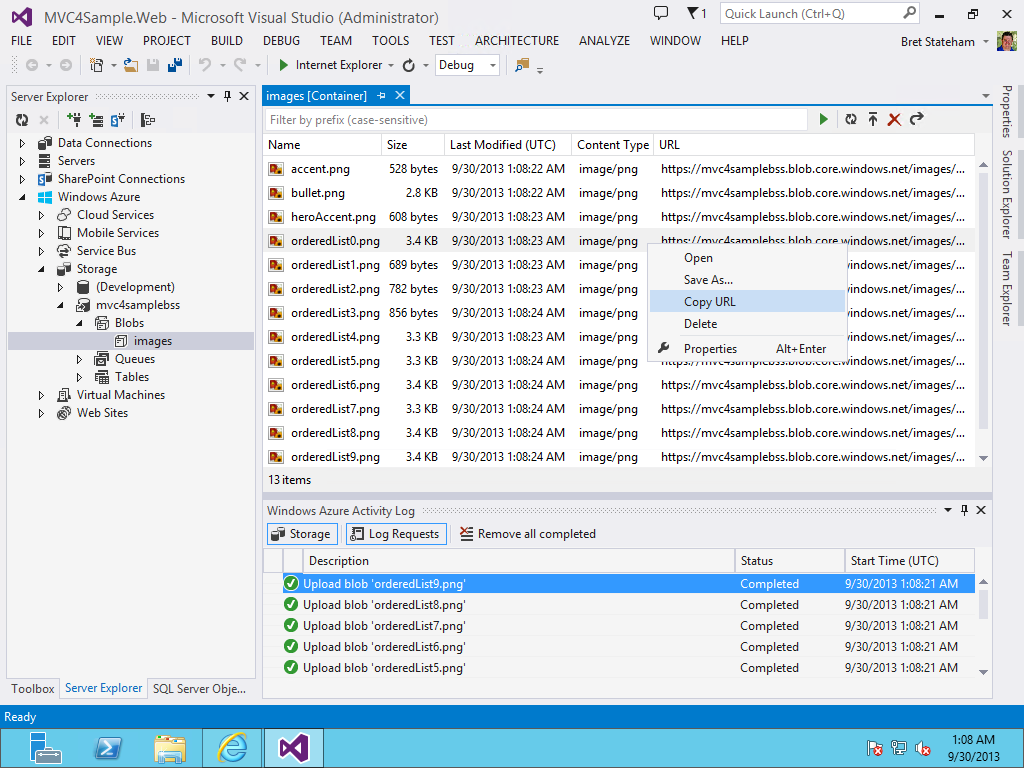 MVC4Sample.Web - Microsoft Visual Studio (Administrator)
1
Quick Launch (Ctrl+Q)
FILE EDIT VIEW PROJECT BUILD DEBUG TEAM TOOLS TEST ARCHITECTURE ANALYZE WINDOW HELP
Bret Stateham
Internet Explorer
Debug
Server Explorer
Data Connections
Servers
SharePoint Connections
Windows Azure
Cloud Services
Mobile Services
Service Bus
Storage
(Development)
mvc4samplebss
Blobs
images
Queues
Tables
Virtual Machines
Web Sites
Toolbox
Server Explorer
SQL Server Obje...
images [Container]
Filter by prefix (case-sensitive)
Name Size Last Modified (UTC) Content Type URL
accent.png 528 bytes 9/30/2013 1:08:22 AM image/png https://mvc4samplebss.blob.core.windows.net/images/...
bullet.png 2.8 KB 9/30/2013 1:08:22 AM image/png https://mvc4samplebss.blob.core.windows.net/images/...
heroAccent.png 608 bytes 9/30/2013 1:08:22 AM image/png https://mvc4samplebss.blob.core.windows.net/images/...
orderedList0.png 3.4 KB 9/30/2013 1:08:23 AM image/png https://mvc4samplebss.blob.core.windows.net/images/...
orderedList1.png 689 bytes 9/30/2013 1:08:23 AM image/png .windows.net/images/...
orderedList2.png 782 bytes 9/30/2013 1:08:23 AM image/png .windows.net/images/...
orderedList3.png 856 bytes 9/30/2013 1:08:23 AM image/png .windows.net/images/...
orderedList4.png 3.3 KB 9/30/2013 1:08:23 AM image/png .windows.net/images/...
orderedList5.png 3.3 KB 9/30/2013 1:08:24 AM image/png https://mvc4samplebss.blob.core.windows.net/images/...
orderedList6.png 3.4 KB 9/30/2013 1:08:24 AM image/png https://mvc4samplebss.blob.core.windows.net/images/...
orderedList7.png 3.3 KB 9/30/2013 1:08:24 AM image/png https://mvc4samplebss.blob.core.windows.net/images/...
orderedList8.png 3.4 KB 9/30/2013 1:08:24 AM image/png https://mvc4samplebss.blob.core.windows.net/images/...
orderedList9.png 3.4 KB 9/30/2013 1:08:24 AM image/png https://mvc4samplebss.blob.core.windows.net/images/...
13 items
Open
Save As...
Copy URL
Delete
Properties Alt+Enter
Properties
Solution Explorer
Team Explorer
Windows Azure Activity Log
Storage Log Requests Remove all completed
Description Status Start Time (UTC)
Upload blob 'orderedList9.png' Completed 9/30/2013 1:08:21 AM
Upload blob 'orderedList8.png' Completed 9/30/2013 1:08:21 AM
Upload blob 'orderedList7.png' Completed 9/30/2013 1:08:21 AM
Upload blob 'orderedList6.png' Completed 9/30/2013 1:08:21 AM
Upload blob 'orderedList5.png' Completed 9/30/2013 1:08:21 AM
Ready
1:08 AM
9/30/2013